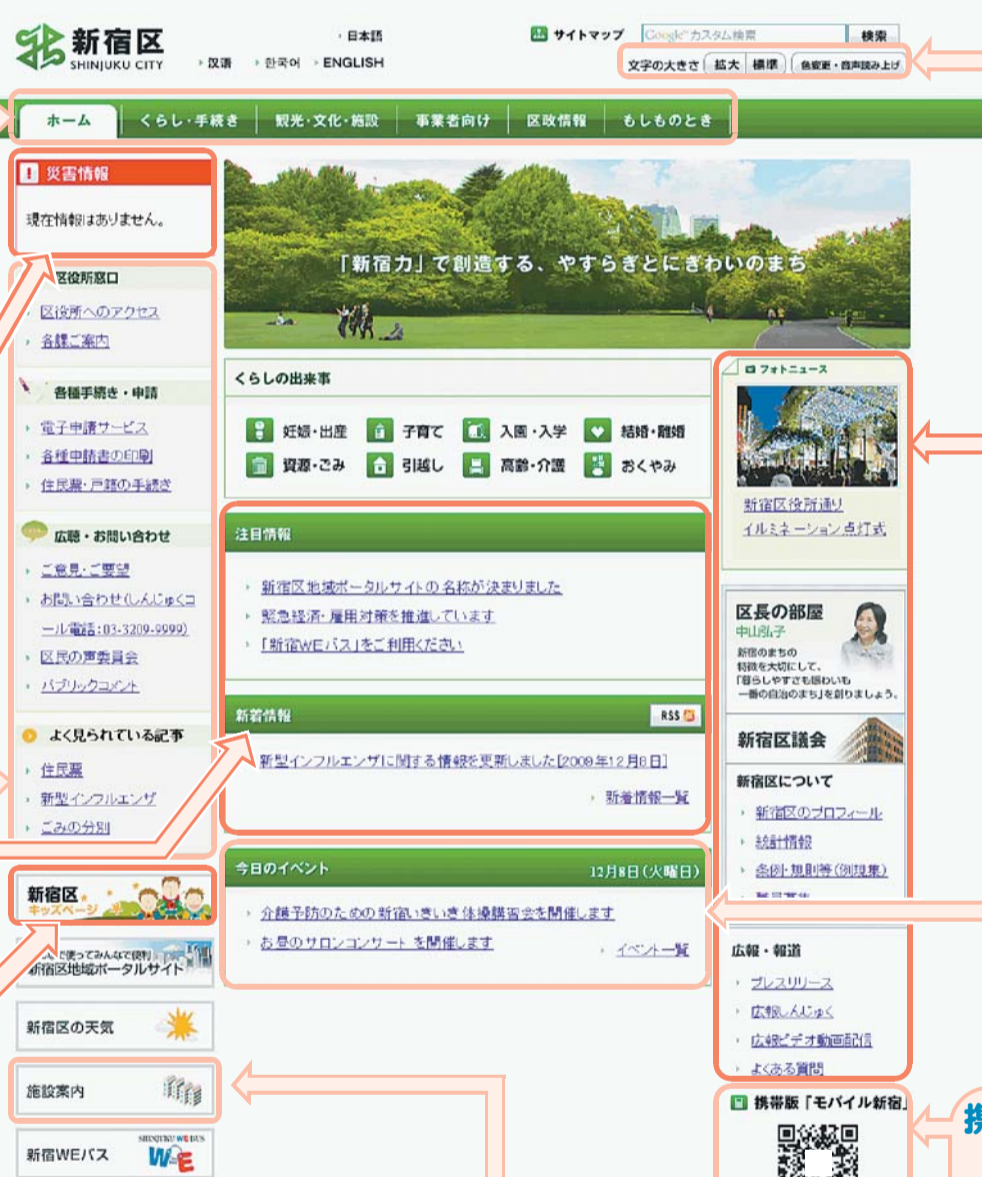 新宿区
SHINJUKU CITY
日本語
汉语
한국어
ENGLISH
サイトマップ
Google カスタム検索
検索
文字の大きさ 拡大 標準 色変更・音声読み上げ
ホーム くらし・手続き 観光・文化・施設 事業者向け 区政情報 もしものとき
! 災害情報
現在情報はありません。
区役所窓口
区役所へのアクセス
各課ご案内
各種手続き・申請
電子申請サービス
各種申請書の印刷
住民票・戸籍の手続き
広聴・お問い合わせ
ご意見・ご要望
お問い合わせ(しんじゅくコ
ール電話:03-3209-9999)
区民の声委員会
パブリックコメント
よく見られている記事
住民票
新型インフルエンザ
ごみの分別
新宿区
キッズページ
で使ってみんなで便利
新宿区地域ポータルサイト
新宿区の天気
施設案内
新宿WEバス
SHINJUKU WE BUS
WE
「新宿力」で創造する、やすらぎとにぎわいのまち
くらしの出来事
妊娠・出産 子育て 入園・入学 結婚・離婚
資源・ごみ 引越し 高齢・介護 おくやみ
注目情報
新宿区地域ポータルサイトの名称が決まりました
緊急経済・雇用対策を推進しています
「新宿WEバス」をご利用ください
新着情報
RSS
新型インフルエンザに関する情報を更新しました[2009年12月8日]
新着情報一覧
今日のイベント
12月8日(火曜日)
介護予防のための新宿いきいき体操講習会を開催します
お昼のサロンコンサートを開催します
イベント一覧
フォトニュース
新宿区役所通り
イルミネーション点灯式
区長の部屋
中山弘子
新宿のまちの
特徴を大切にして、
「暮らしやすさも賑わいも
一番の自治のまち」を創りましょう。
新宿区議会
新宿区について
新宿区のプロフィール
統計情報
条例・規則等(例規集)
広報・報道
プレスリリース
広報しんじゅく
広報ビデオ動画配信
よくある質問
携帯版「モバイル新宿」
携